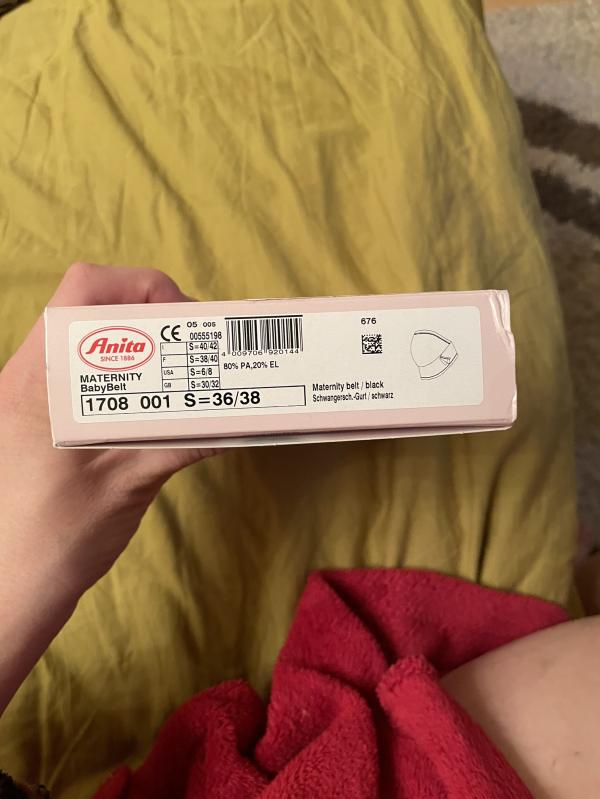 Anita
SINCE 1886
MATERNITY
BabyBelt
CE 05 005
00555198
I S=40/42
F S=38/40
USA S=6/8
GB S=30/32
4 009706 920144
80% PA,20% EL
676
Maternity belt / black
Schwangersch.-Gurt / schwarz
1708 001 S=36/38